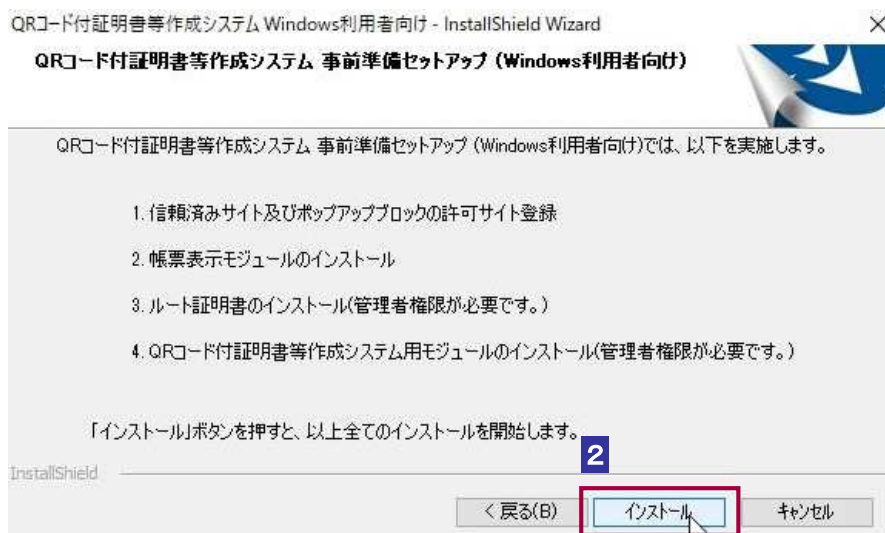 QRコード付証明書等作成システム Windows利用者向け - InstallShield Wizard
QRコード付証明書等作成システム 事前準備セットアップ (Windows利用者向け)
QRコード付証明書等作成システム 事前準備セットアップ (Windows利用者向け)では、以下を実施します。
1. 信頼済みサイト及びポップアップブロックの許可サイト登録
2. 帳票表示モジュールのインストール
3. ルート証明書のインストール(管理者権限が必要です。)
4. QRコード付証明書等作成システム用モジュールのインストール(管理者権限が必要です。)
「インストール」ボタンを押すと、以上全てのインストールを開始します。
2
InstallShield
< 戻る(B) インストール キャンセル